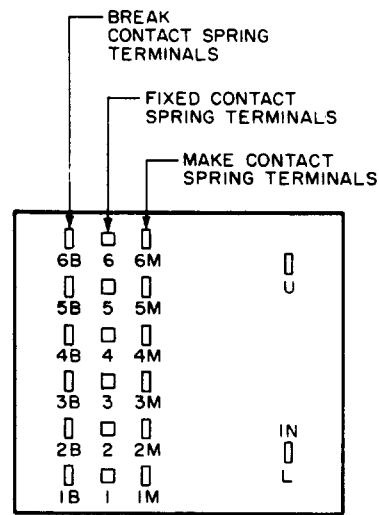 BREAK
CONTACT SPRING
TERMINALS
FIXED CONTACT
SPRING TERMINALS
MAKE CONTACT
SPRING TERMINALS
6B 6 6M
U
5B 5 5M
4B 4 4M
3B 3 3M
IN
2B 2 2M
L
1B 1 1M